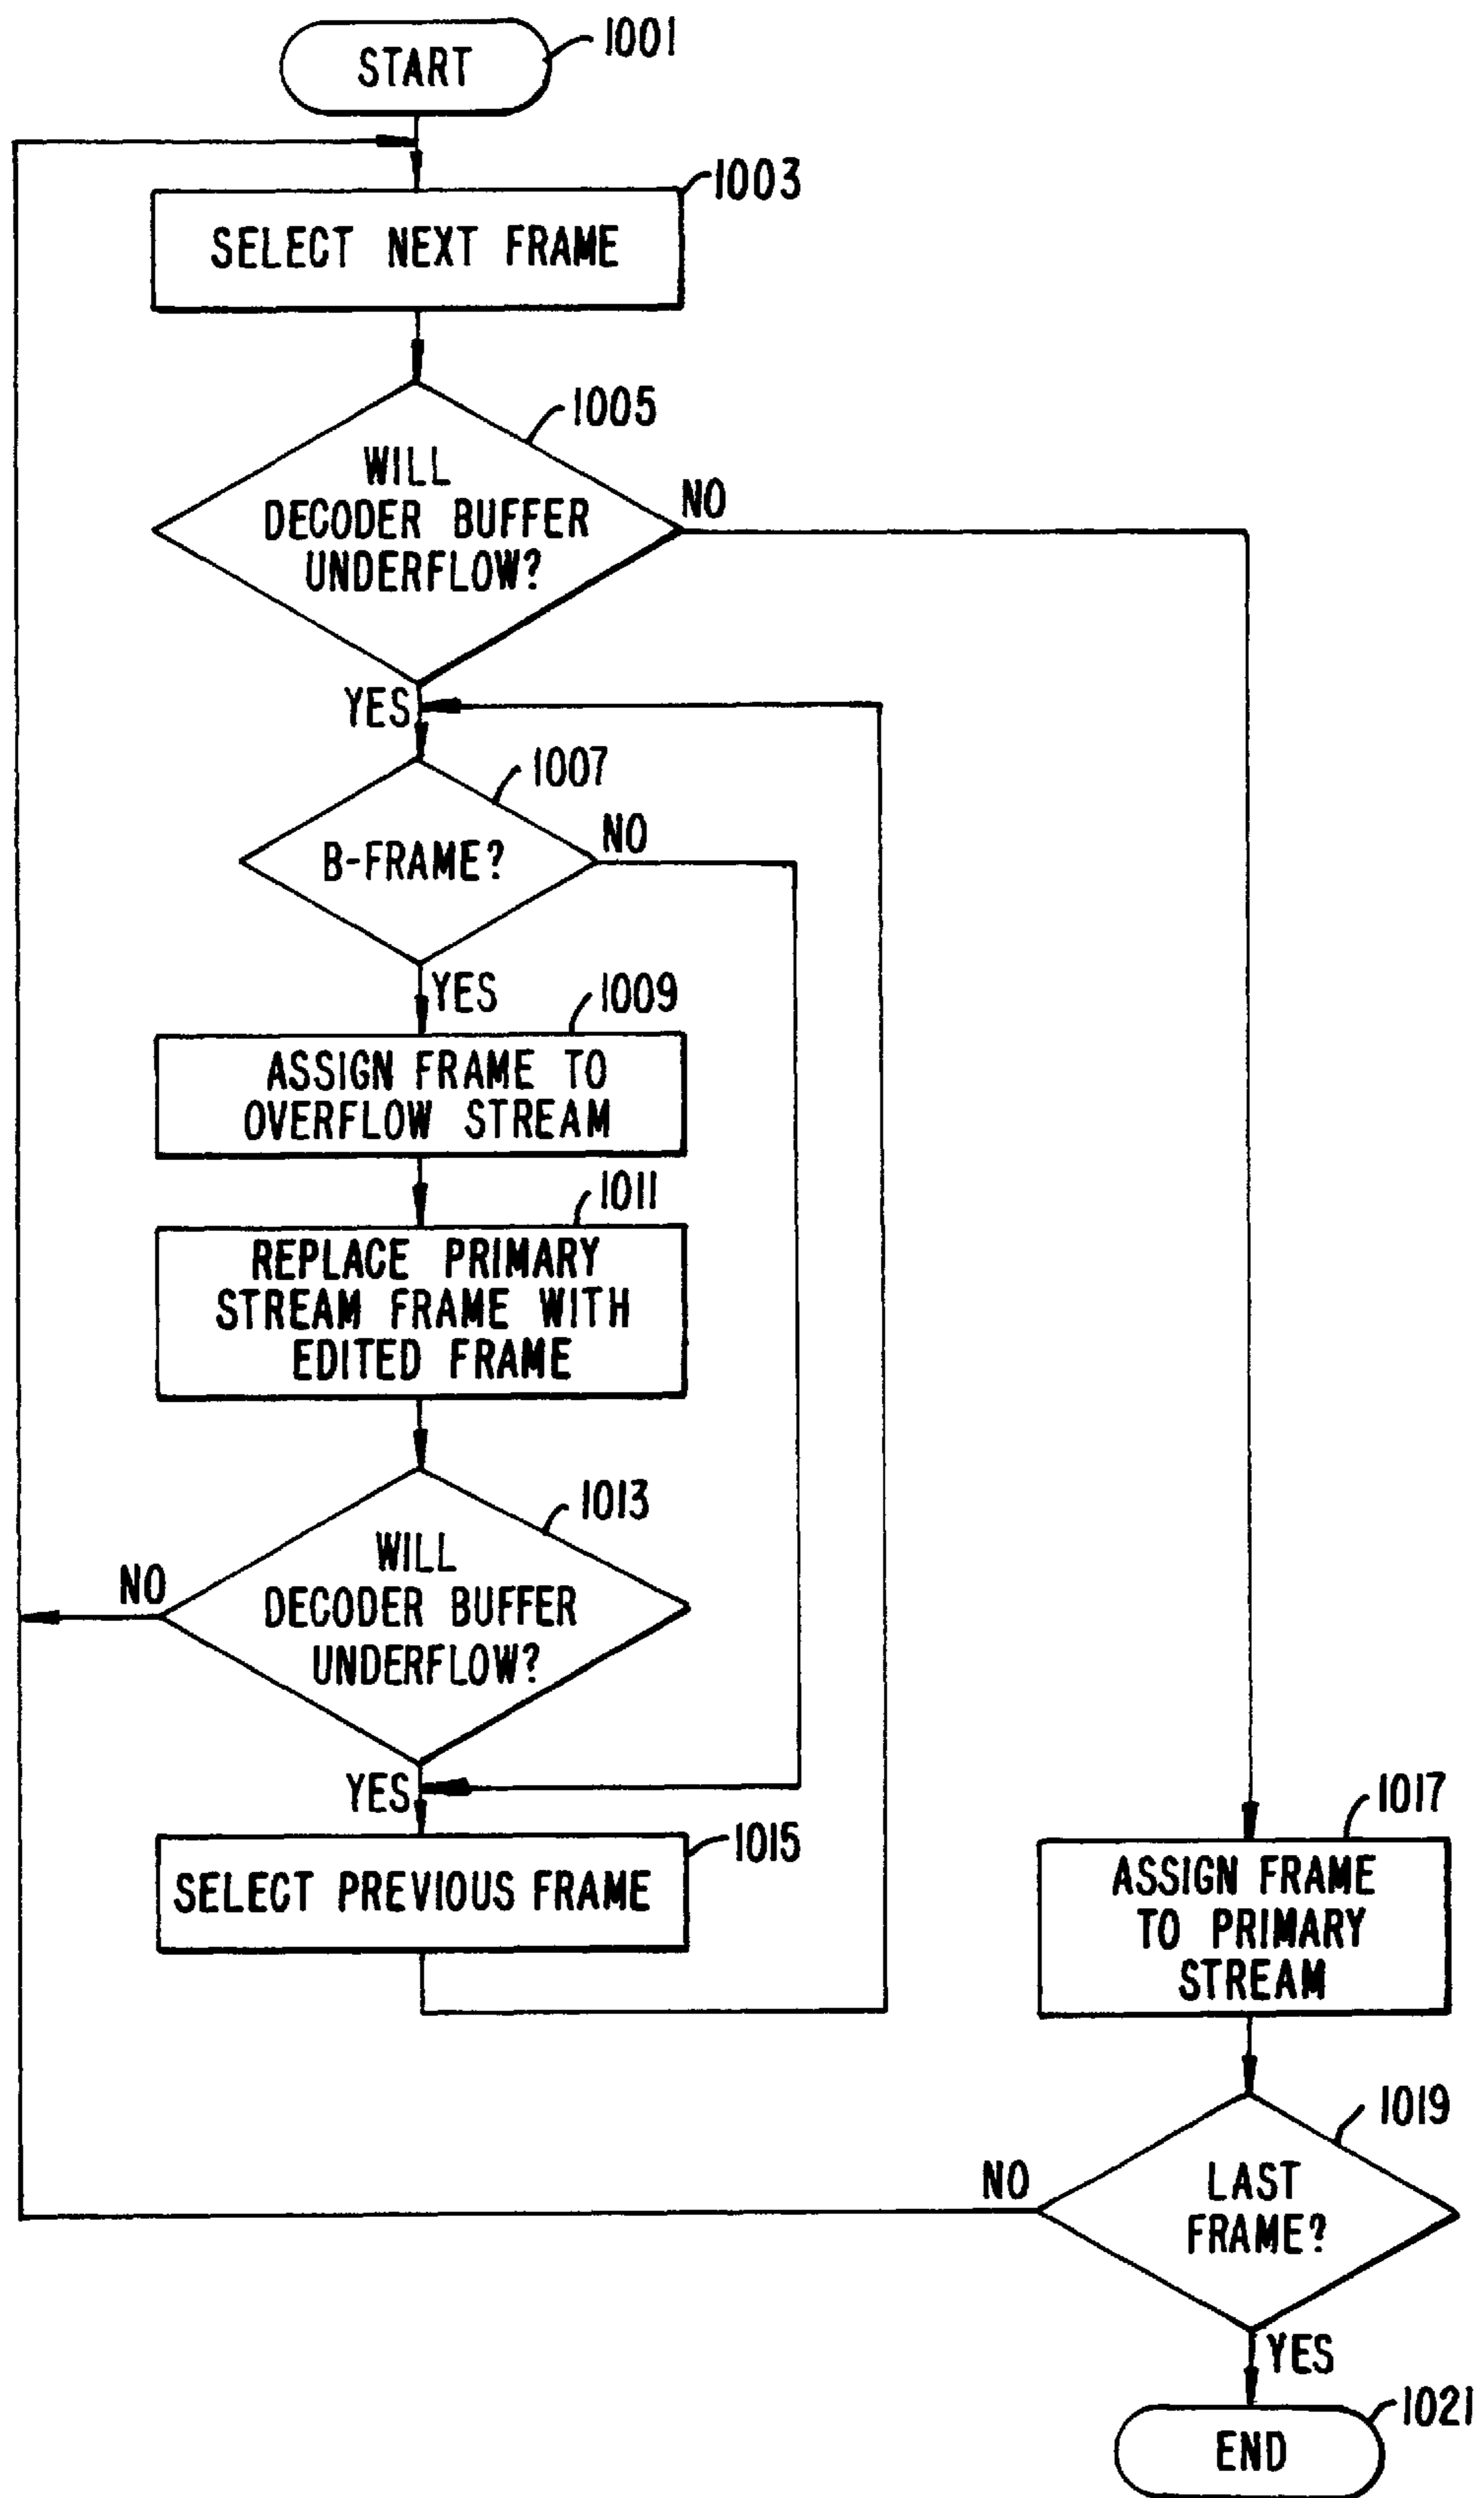 START
1001
1003
SELECT NEXT FRAME
1005
WILL
DECODER BUFFER
UNDERFLOW?
NO
YES
1007
B-FRAME?
NO
YES
1009
ASSIGN FRAME TO
OVERFLOW STREAM
1011
REPLACE PRIMARY
STREAM FRAME WITH
EDITED FRAME
1013
WILL
DECODER BUFFER
UNDERFLOW?
NO
YES
1015
SELECT PREVIOUS FRAME
1017
ASSIGN FRAME
TO PRIMARY
STREAM
1019
LAST
FRAME?
NO
YES
1021
END